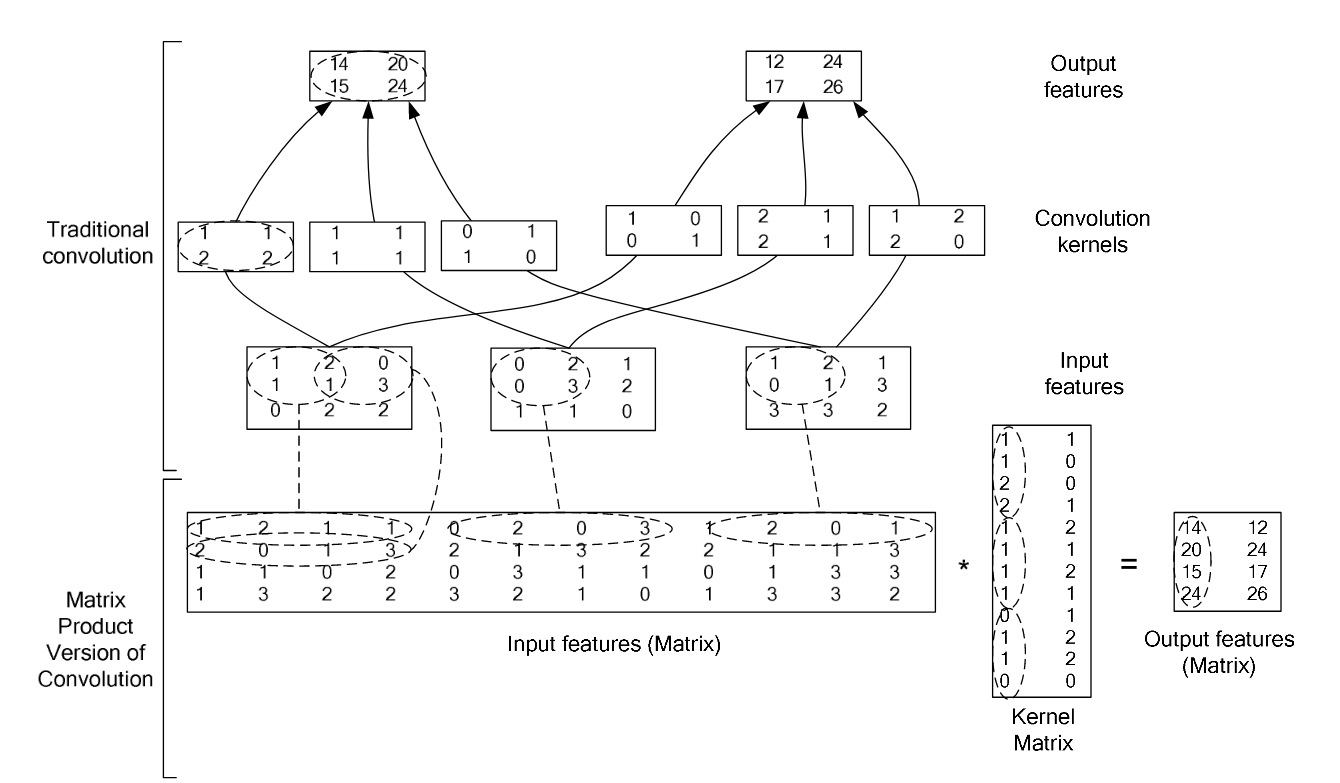 14 20
15 24
12 24
17 26
Output
features
Traditional
convolution
1 1
2 2
1 1
1 1
0 1
1 0
1 0
0 1
2 1
2 1
1 2
2 0
Convolution
kernels
1 2 0
1 1 3
0 2 2
0 2 1
0 3 2
1 1 0
1 2 1
0 1 3
3 3 2
Input
features
Matrix
Product
Version of
Convolution
1 2 1 1 0 2 0 3 1 2 0 1
2 0 1 3 2 1 3 2 2 1 1 3
1 1 0 2 0 3 1 1 0 1 3 3
1 3 2 2 3 2 1 0 1 3 3 2
Input features (Matrix)
*
1 1
1 0
2 0
2 1
1 2
1 1
1 2
1 1
0 1
1 2
1 2
0 0
Kernel
Matrix
=
14 12
20 24
15 17
24 26
Output features
(Matrix)